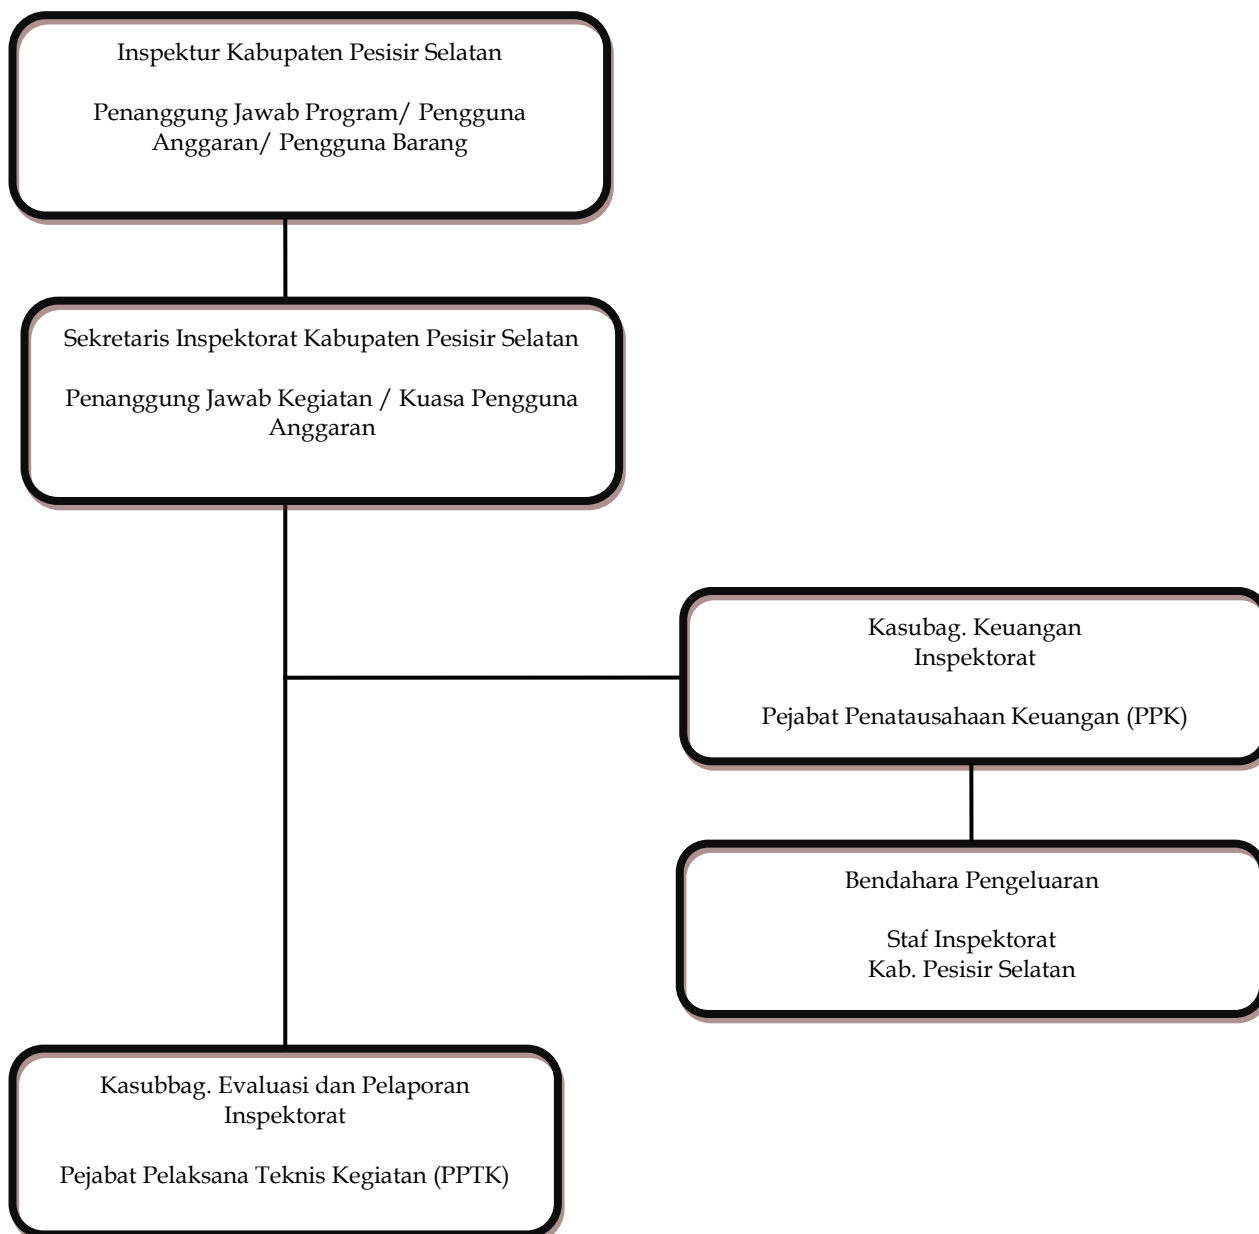 Inspektur Kabupaten Pesisir Selatan
Penanggung Jawab Program/ Pengguna
Anggaran/ Pengguna Barang
Sekretaris Inspektorat Kabupaten Pesisir Selatan
Penanggung Jawab Kegiatan / Kuasa Pengguna
Anggaran
Kasubag. Keuangan
Inspektorat
Pejabat Penatausahaan Keuangan (PPK)
Bendahara Pengeluaran
Staf Inspektorat
Kab. Pesisir Selatan
Kasubbag. Evaluasi dan Pelaporan
Inspektorat
Pejabat Pelaksana Teknis Kegiatan (PPTK)